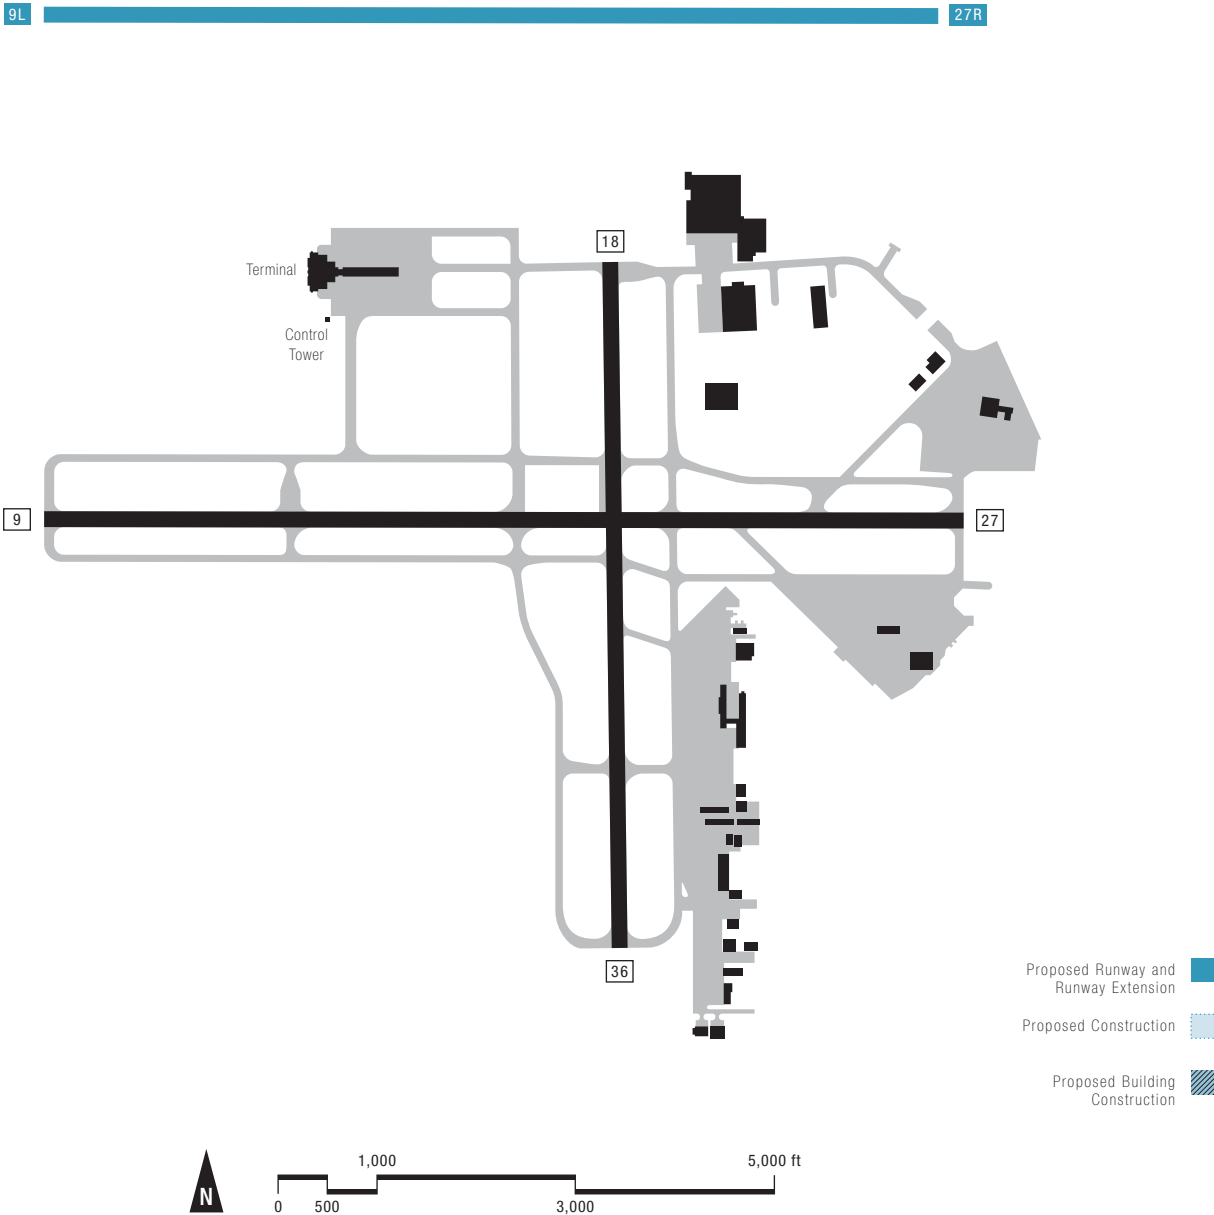 9L
27R
18
Terminal
Control
Tower
9
27
36
Proposed Runway and
Runway Extension
Proposed Construction
Proposed Building
Construction
N
1,000
5,000 ft
0
500
3,000